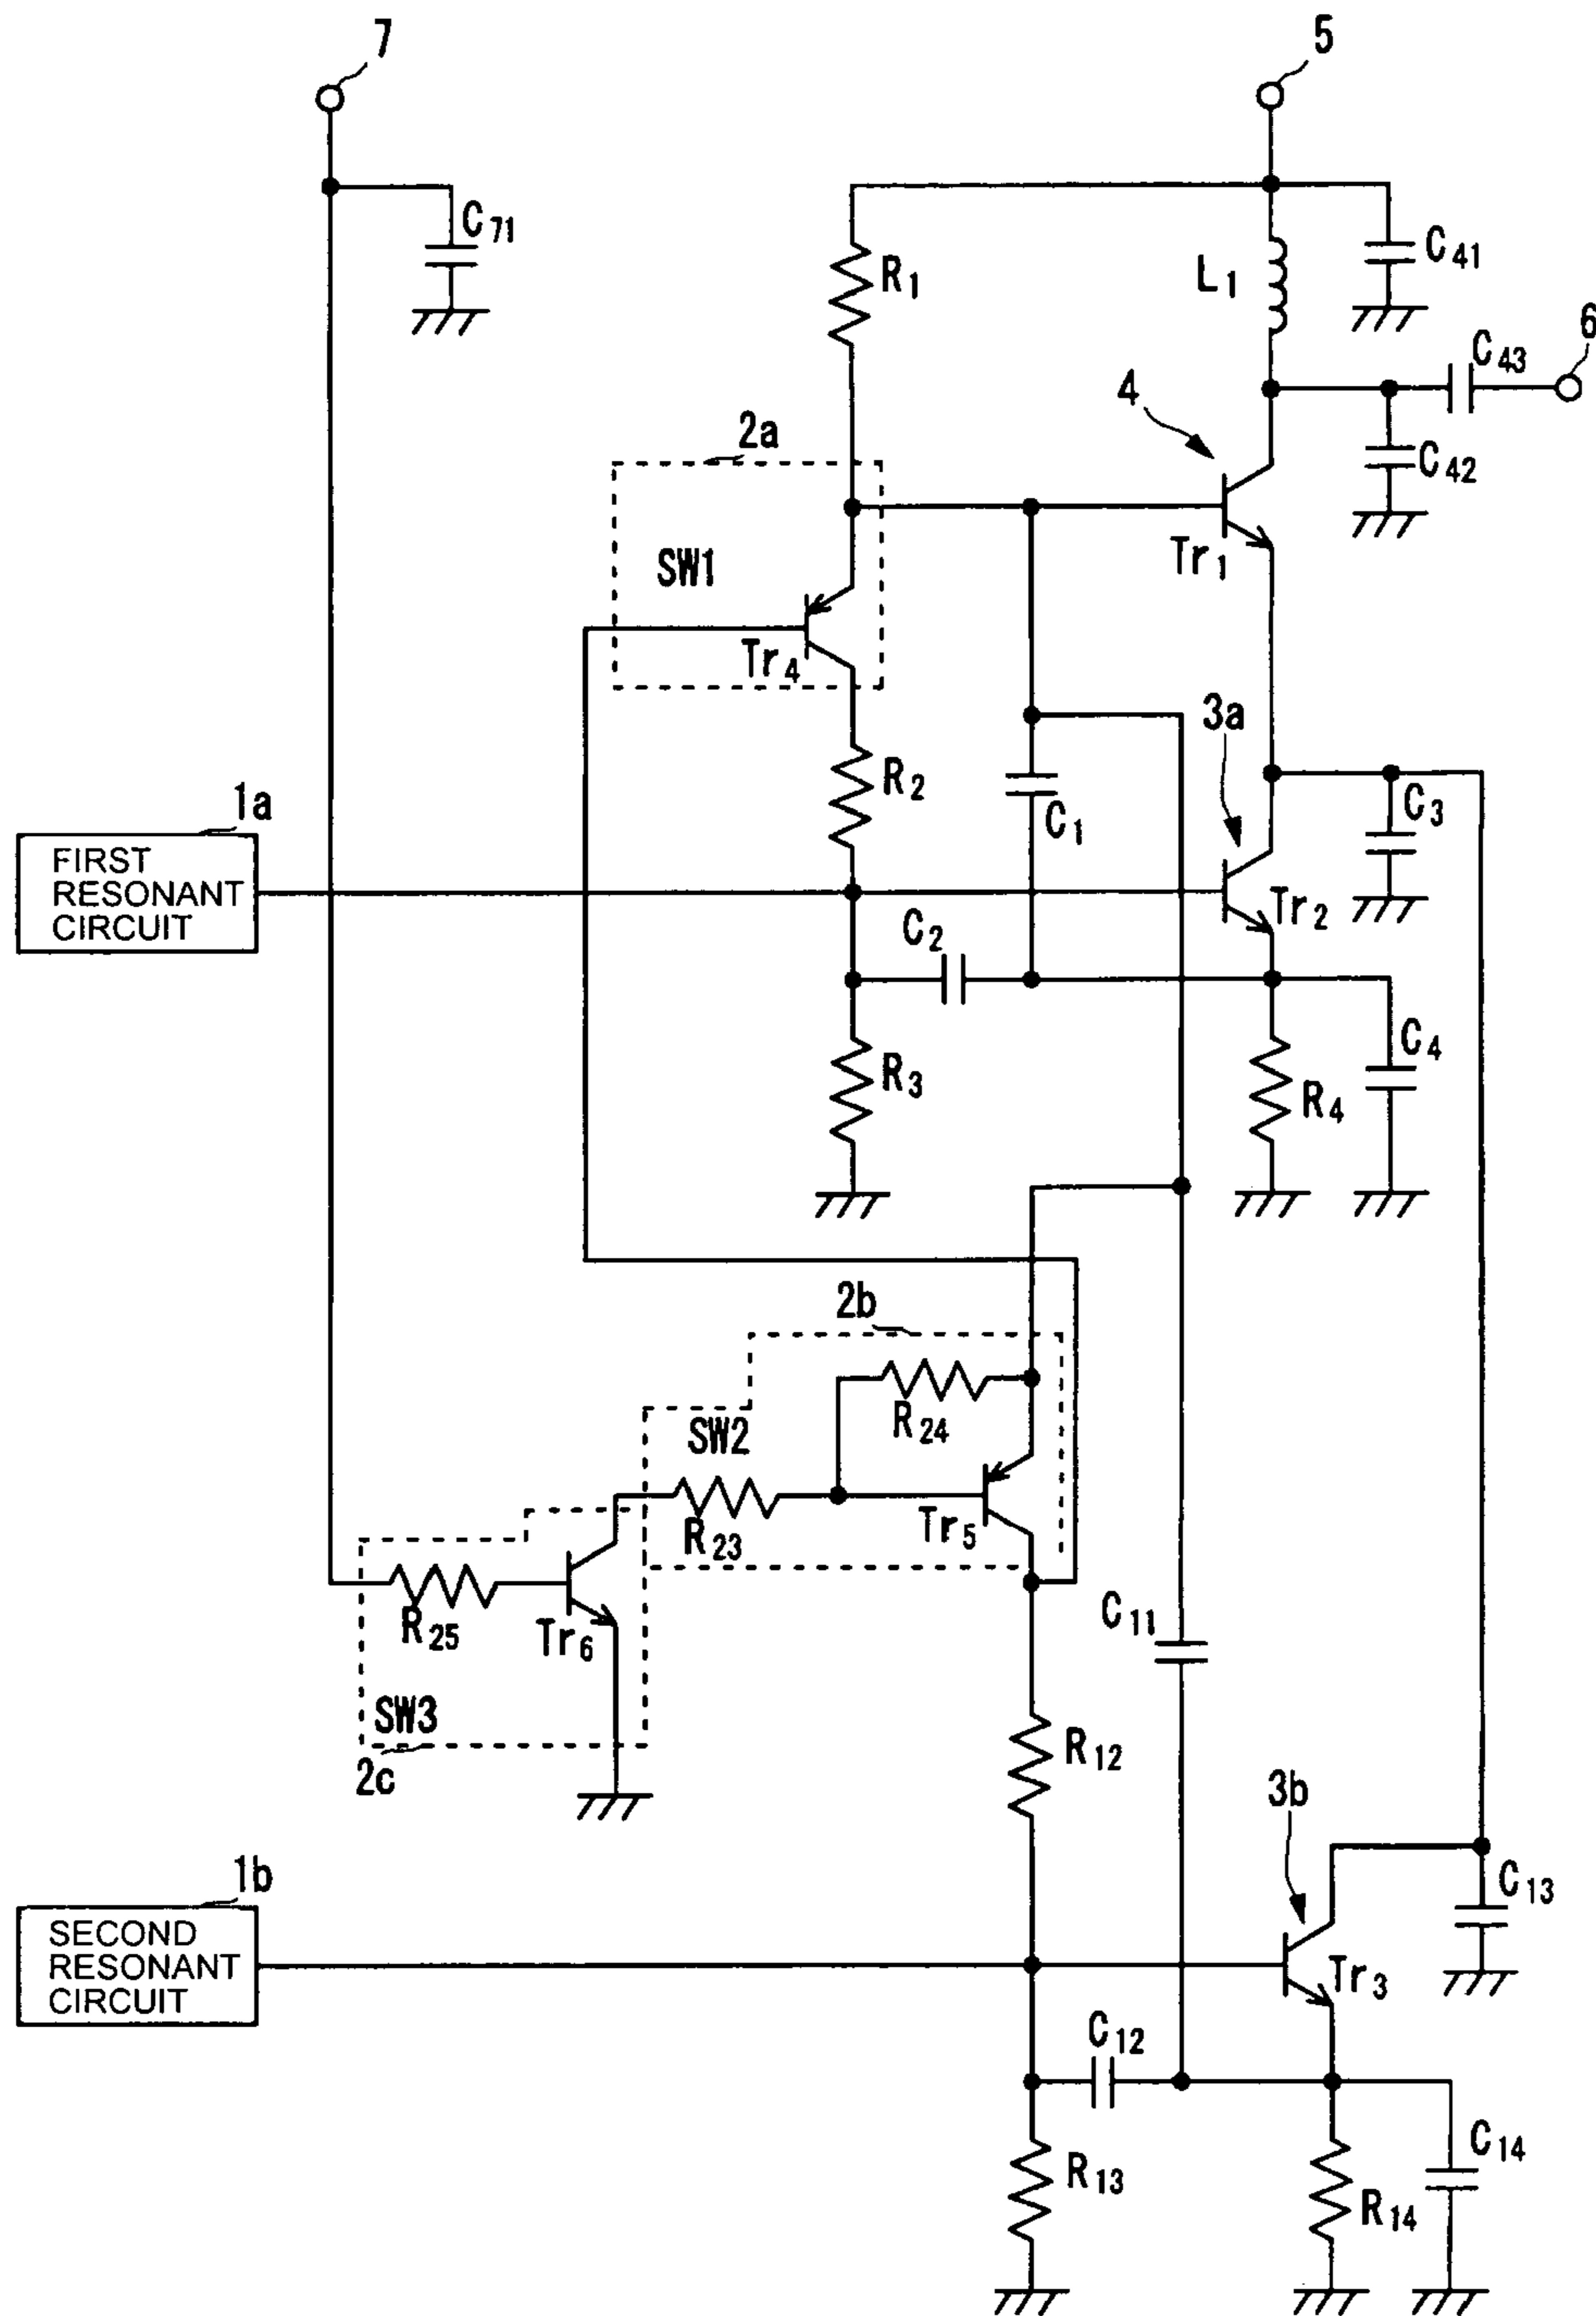 7
5
C71
R1
L1
C41
C43
6
4
C42
2a
SW1
Tr1
Tr4
3a
1a
R2
C1
C3
FIRST
RESONANT
CIRCUIT
Tr2
C2
R3
R4
C4
2b
R24
SW2
R23
Tr5
R25
Tr6
C11
SW3
2c
R12
3b
1b
C13
SECOND
RESONANT
CIRCUIT
Tr3
C12
C14
R13
R14